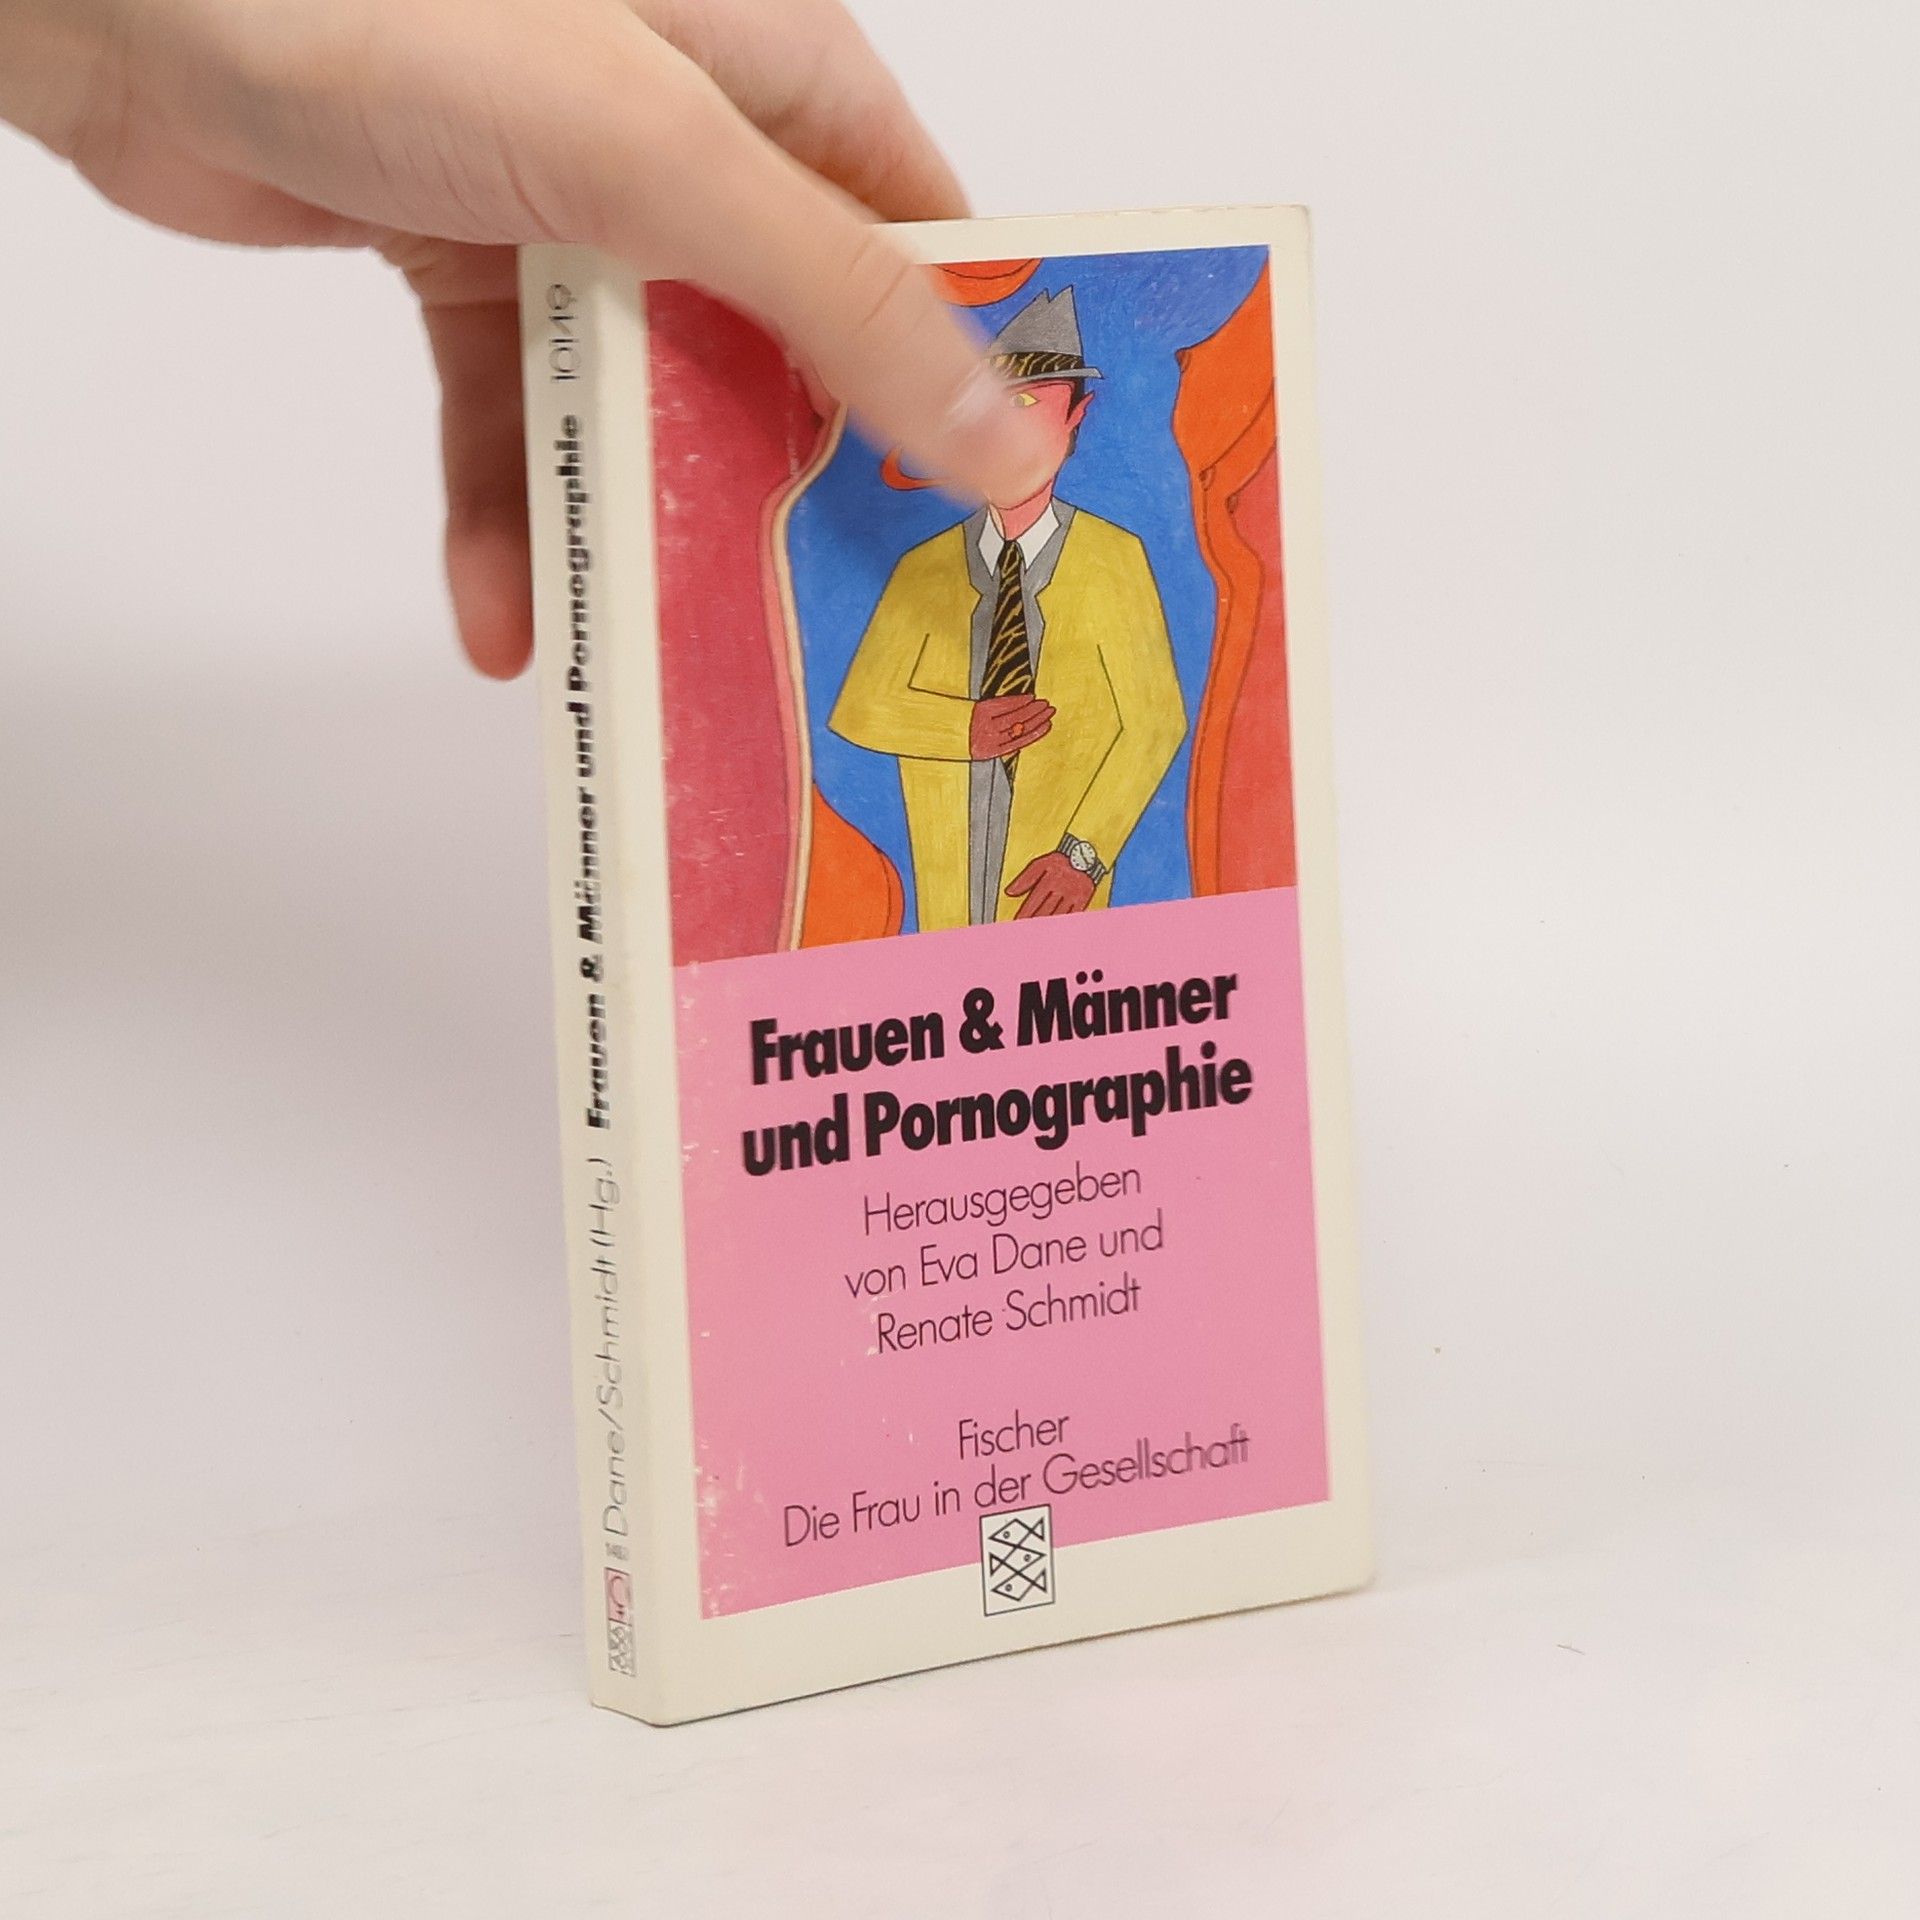 Frauen & Männer
und Pornographie
Herausgegeben
von Eva Dane und
Renate Schmidt
Fischer
Die Frau in der Gesellschaft
Dane/Schmidt (Hg.) Frauen & Männer und Pornographie 10149